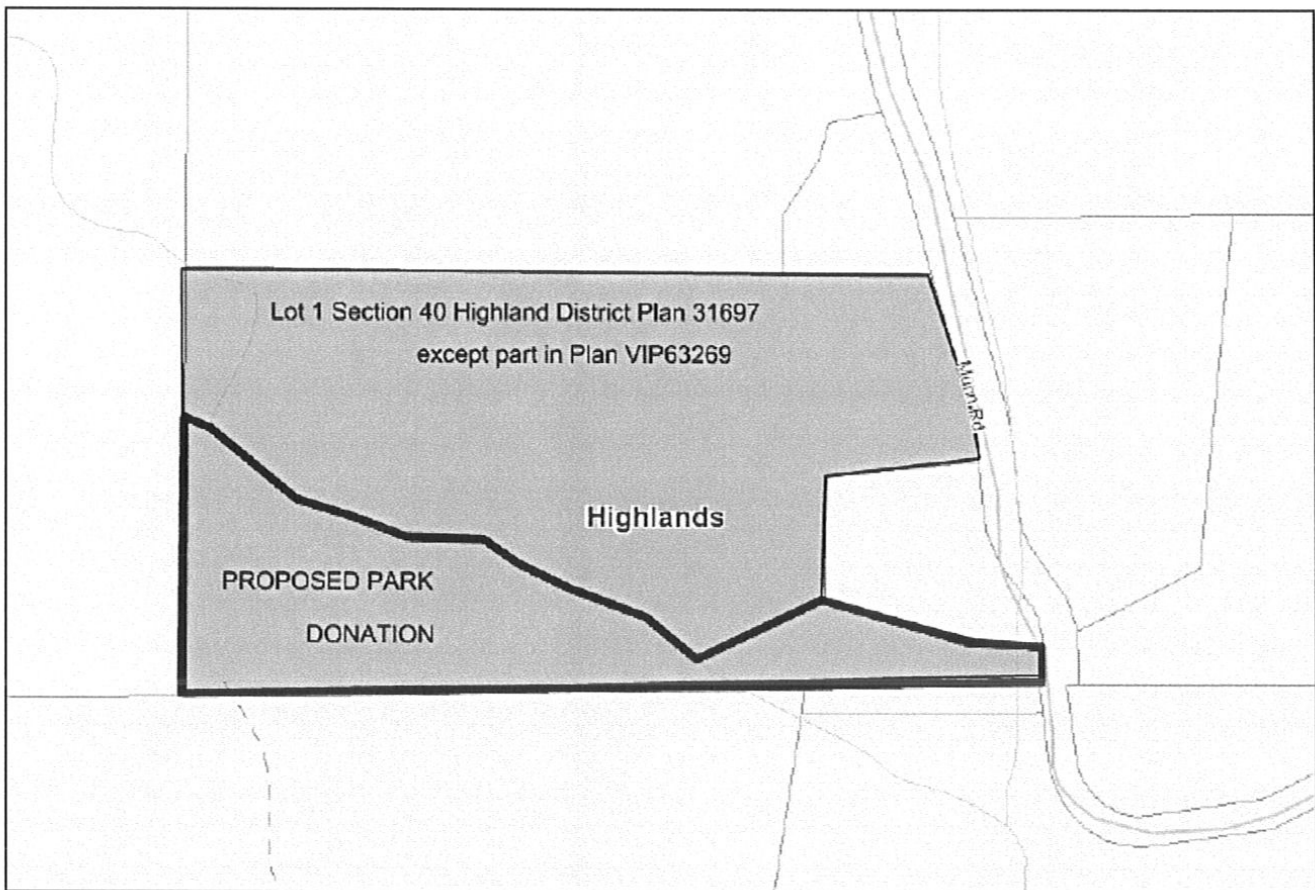 Lot 1 Section 40 Highland District Plan 31697
except part in Plan VIP63269
Munn Rd
Highlands
PROPOSED PARK
DONATION